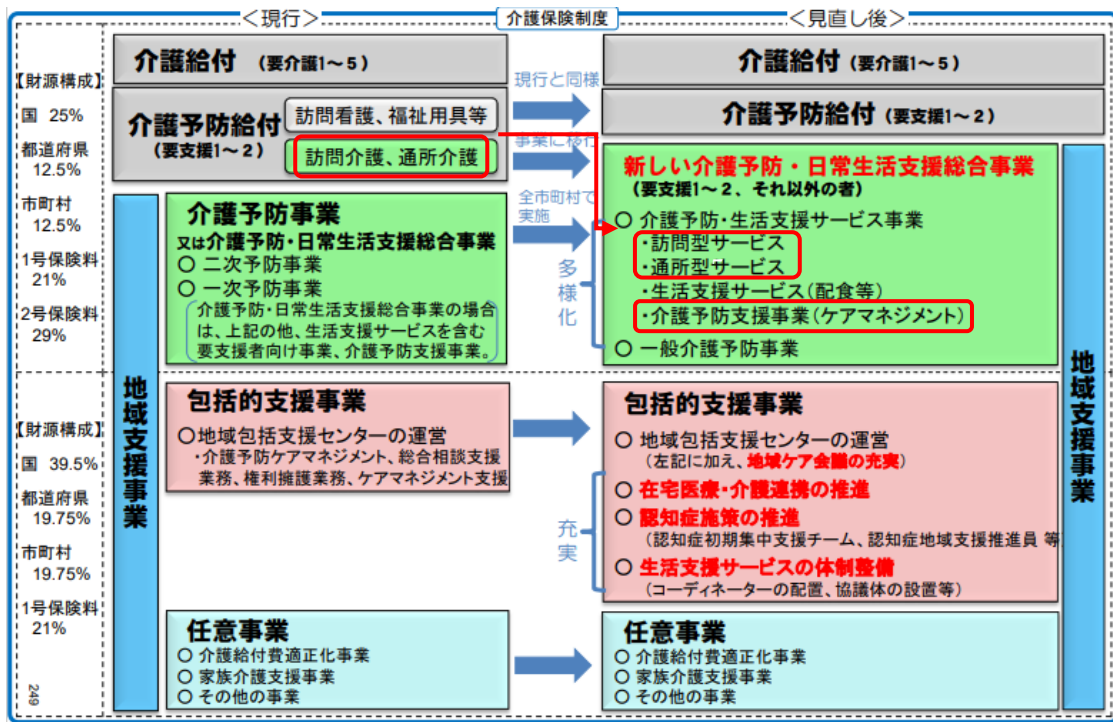 ＜現行＞
介護保険制度
＜見直し後＞
【財源構成】
国 25%
都道府県
12.5%
市町村
12.5%
1号保険料
21%
2号保険料
29%
【財源構成】
国 39.5%
都道府県
19.75%
市町村
19.75%
1号保険料
21%
249
介護給付 （要介護1～5）
介護予防給付
（要支援1～2）
訪問看護、福祉用具等
訪問介護、通所介護
地域支援事業
介護予防事業
又は介護予防・日常生活支援総合事業
○ 二次予防事業
○ 一次予防事業
介護予防・日常生活支援総合事業の場合
は、上記の他、生活支援サービスを含む
要支援者向け事業、介護予防支援事業。
包括的支援事業
○地域包括支援センターの運営
・介護予防ケアマネジメント、総合相談支援
業務、権利擁護業務、ケアマネジメント支援
任意事業
○ 介護給付費適正化事業
○ 家族介護支援事業
○ その他の事業
現行と同様
事業に移行
全市町村で
実施
多様化
充実
介護給付 （要介護1～5）
介護予防給付（要支援1～2）
新しい介護予防・日常生活支援総合事業
（要支援1～2、それ以外の者）
○ 介護予防・生活支援サービス事業
・訪問型サービス
・通所型サービス
・生活支援サービス（配食等）
・介護予防支援事業（ケアマネジメント）
○ 一般介護予防事業
包括的支援事業
○ 地域包括支援センターの運営
（左記に加え、地域ケア会議の充実）
○ 在宅医療・介護連携の推進
○ 認知症施策の推進
（認知症初期集中支援チーム、認知症地域支援推進員 等
○ 生活支援サービスの体制整備
（コーディネーターの配置、協議体の設置等）
任意事業
○ 介護給付費適正化事業
○ 家族介護支援事業
○ その他の事業
地域支援事業